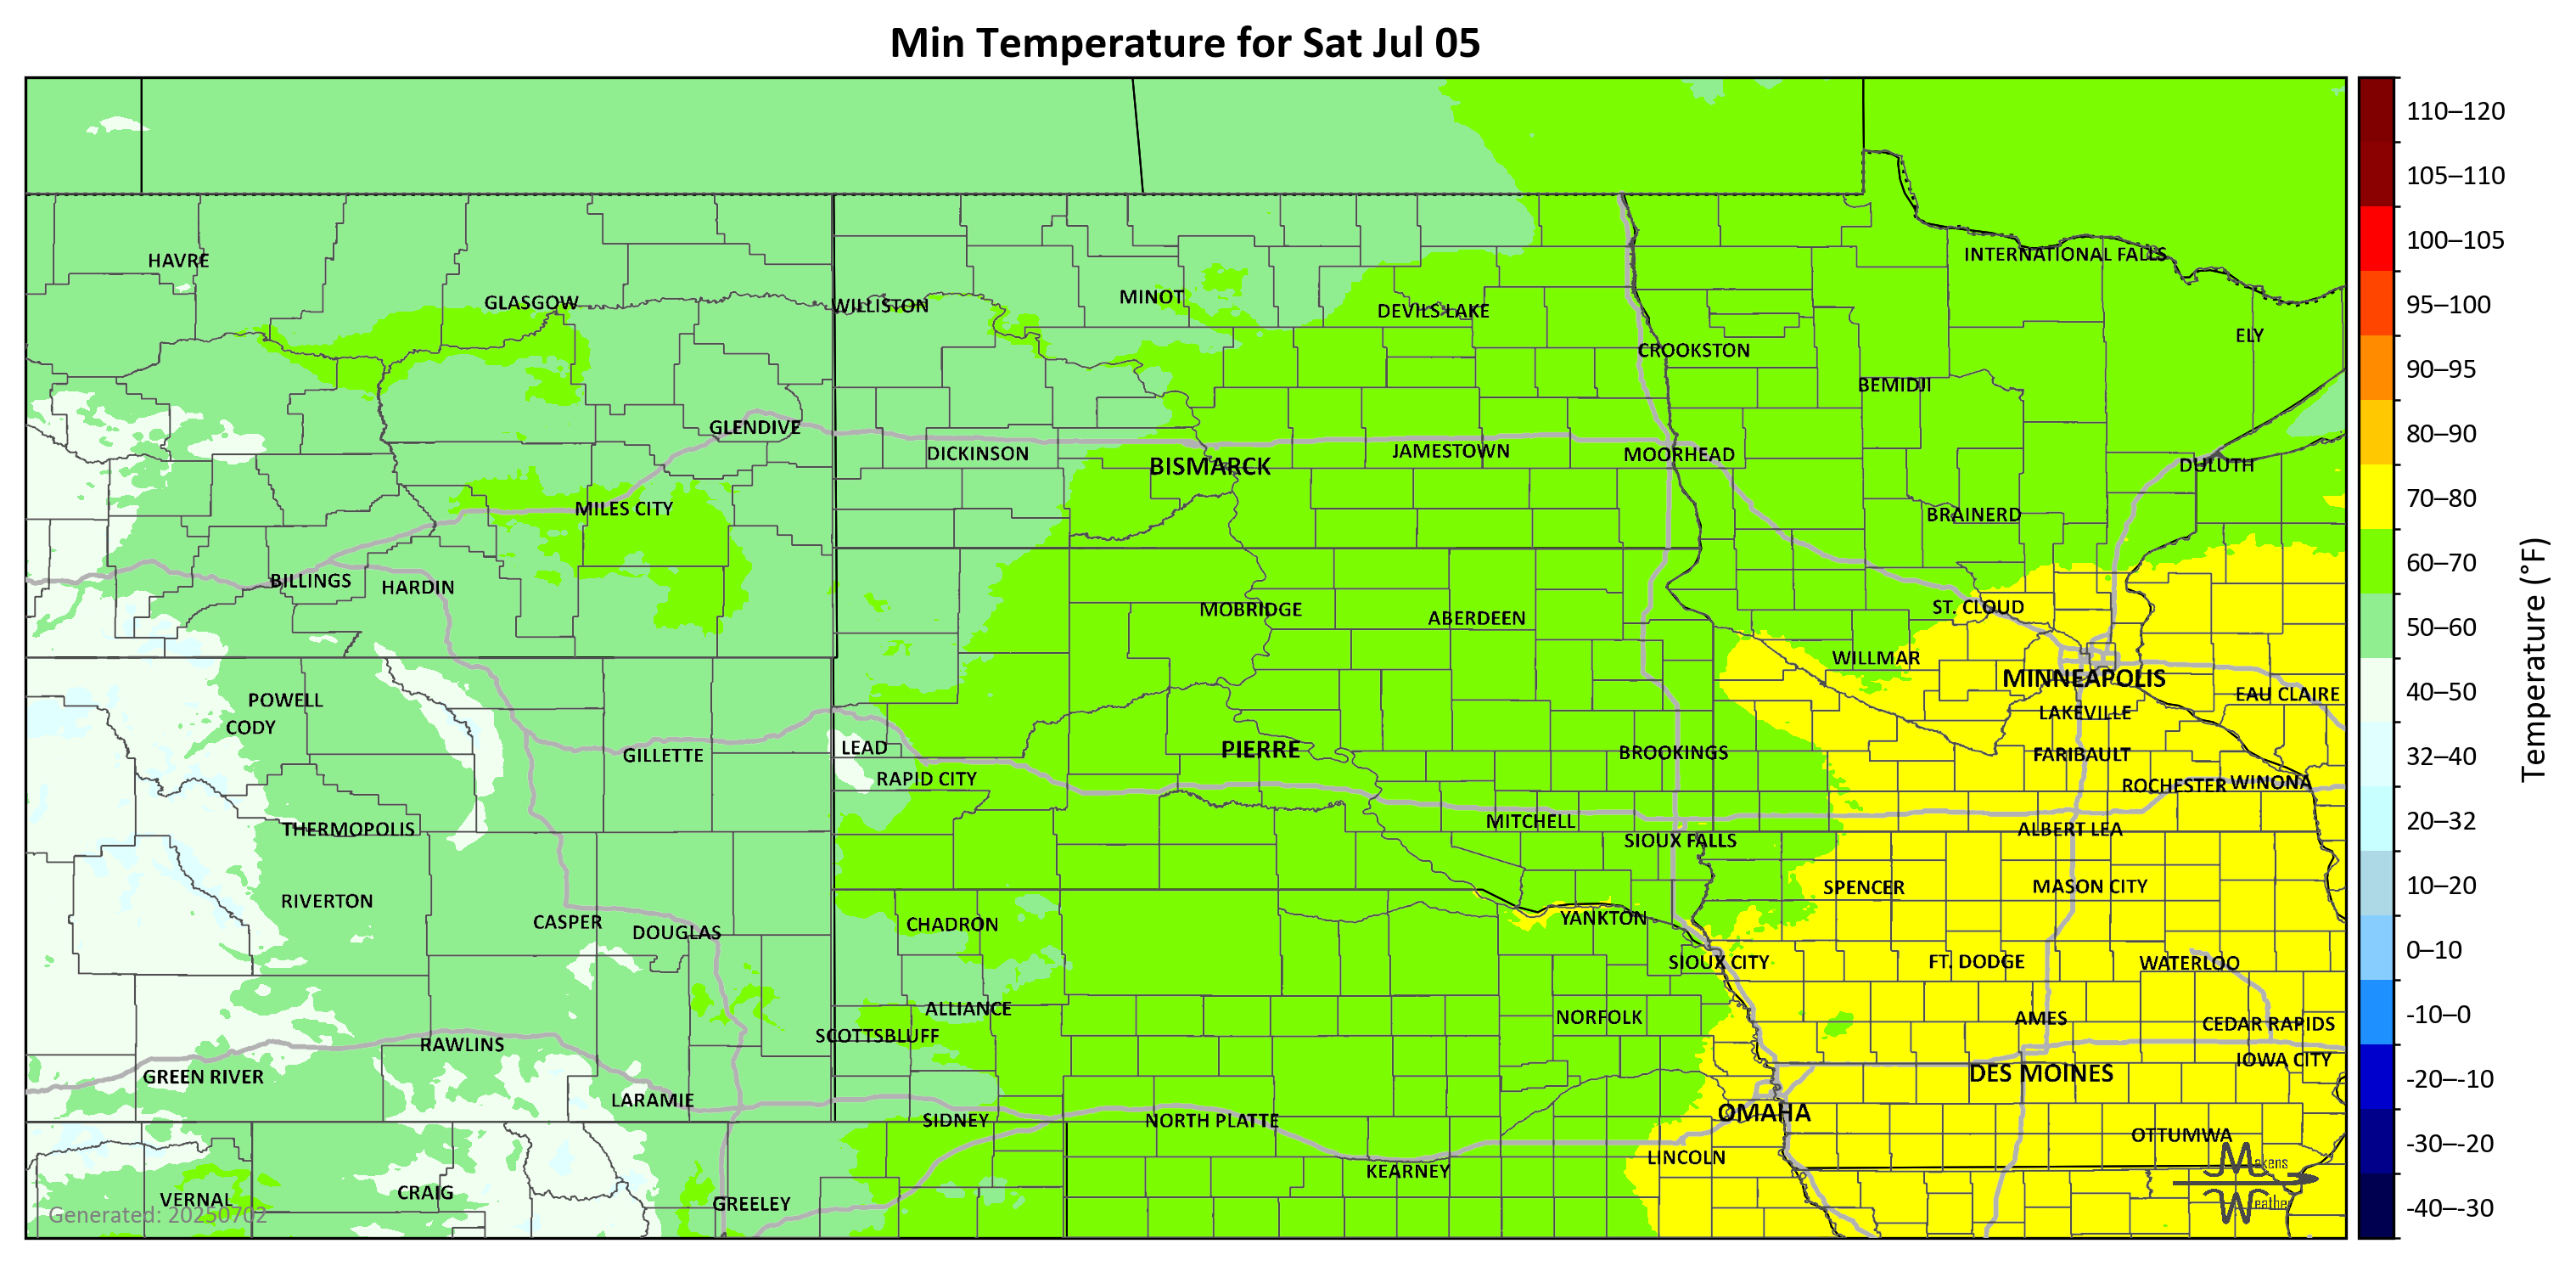 Min Temperature for Sat Jul 05
HAVRE
GLASGOW
WILLISTON
MINOT
DEVILS LAKE
INTERNATIONAL FALLS
CROOKSTON
ELY
BEMIDJI
GLENDIVE
DICKINSON
BISMARCK
JAMESTOWN
MOORHEAD
DULUTH
MILES CITY
BRAINERD
BILLINGS
HARDIN
MOBRIDGE
ABERDEEN
ST. CLOUD
WILLMAR
MINNEAPOLIS
EAU CLAIRE
POWELL
CODY
LAKEVILLE
GILLETTE
LEAD
PIERRE
BROOKINGS
FARIBAULT
RAPID CITY
ROCHESTER
WINONA
THERMOPOLIS
MITCHELL
SIOUX FALLS
ALBERT LEA
RIVERTON
SPENCER
MASON CITY
CASPER
DOUGLAS
CHADRON
YANKTON
SIOUX CITY
FT. DODGE
WATERLOO
ALLIANCE
NORFOLK
AMES
CEDAR RAPIDS
SCOTTSBLUFF
RAWLINS
IOWA CITY
GREEN RIVER
DES MOINES
LARAMIE
SIDNEY
NORTH PLATTE
OMAHA
OTTUMWA
LINCOLN
KEARNEY
VERNAL
CRAIG
GREELEY
Generated: 20250702
Makens
Weather
110−120
105−110
100−105
95−100
90−95
80−90
70−80
60−70
50−60
40−50
32−40
20−32
10−20
0−10
-10−0
-20−-10
-30−-20
-40−-30
Temperature (°F)